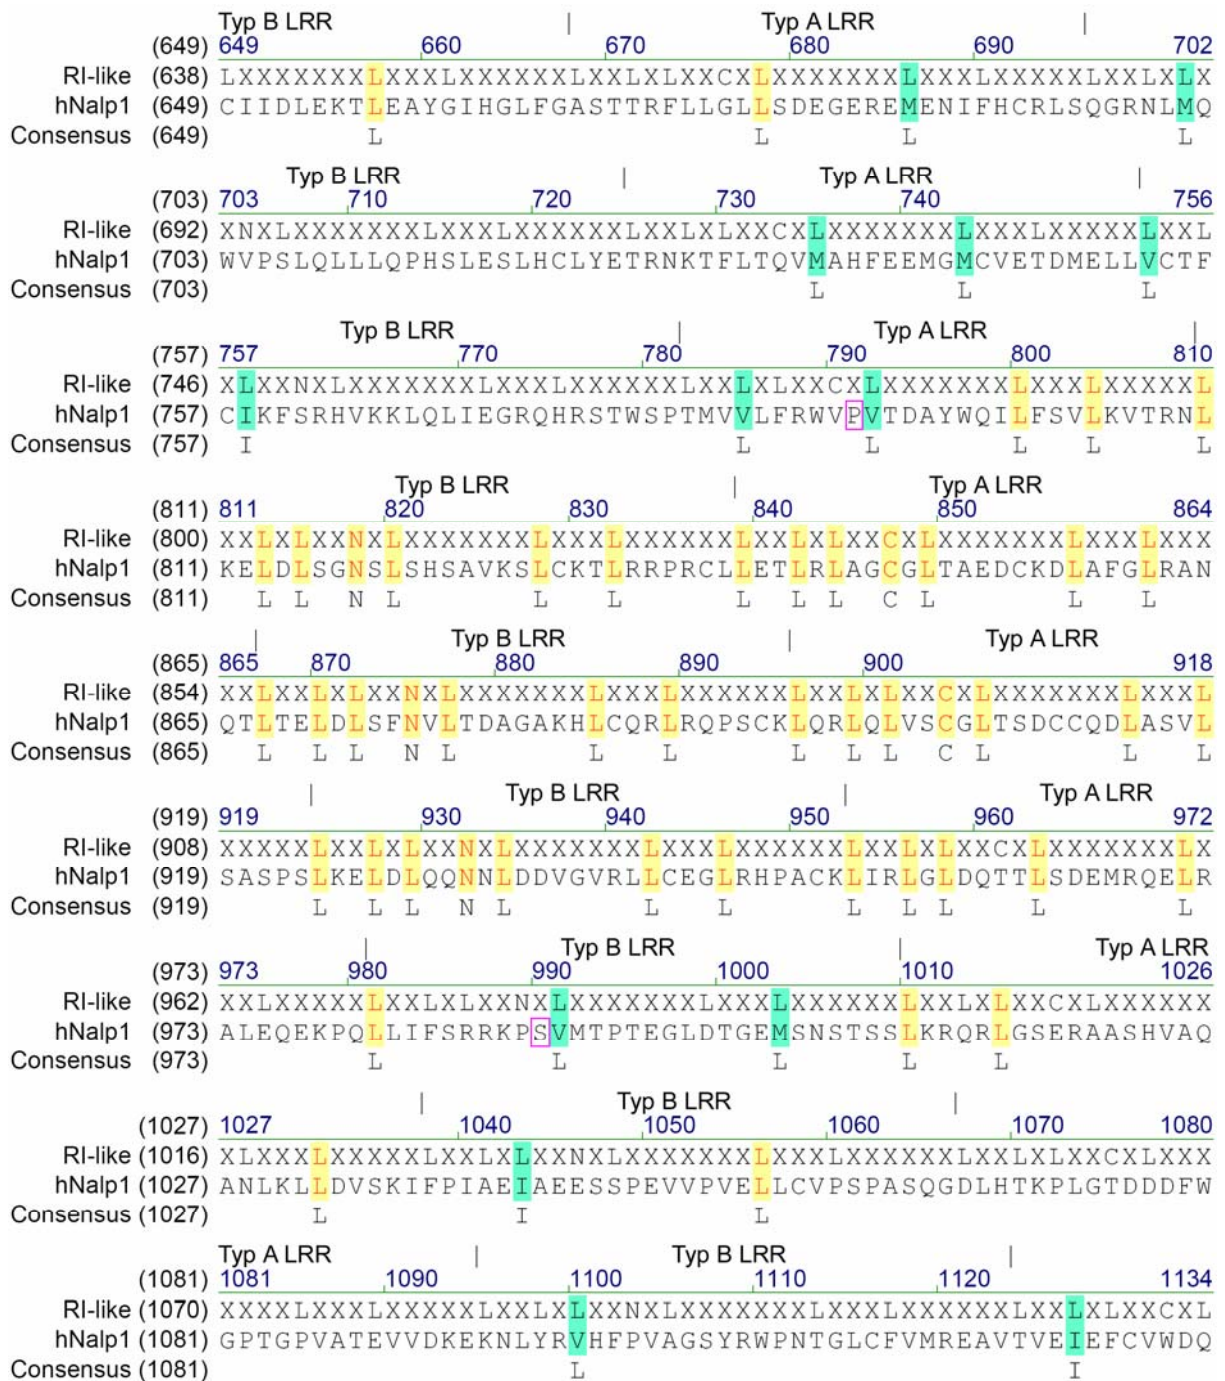 Typ B LRR | Typ A LRR |
(649) 649 660 670 680 690 702
RI-like (638) LXXXXXXXLXXXLXXXXXXLXXLXLXXCXLXXXXXXXLXXXLXXXXXLXXLXLX
hNalp1 (649) CIIDLEKTLEAYGIHGLFGASTTRFLLGLLSDEGEREMENIFHCRLSQGRNLMQ
Consensus (649) L L L L
Typ B LRR | Typ A LRR |
(703) 703 710 720 730 740 756
RI-like (692) XNXLXXXXXXXLXXXLXXXXXXLXXLXLXXCXLXXXXXXXLXXXLXXXXXLXXL
hNalp1 (703) WVPSLQLLLQPHSLESLHCLYETRNKTFLTQVMAHFEEMGMCVETDMELLVCTF
Consensus (703) L L L
Typ B LRR | Typ A LRR |
(757) 757 770 780 790 800 810
RI-like (746) XLXXNXLXXXXXXXLXXXLXXXXXXLXXLXLXXCXLXXXXXXXLXXXLXXXXXL
hNalp1 (757) CIKFSRHVKKLQLIEGRQHRSTWSPTMVVLFRWVPVTDAYWQILFSVLKVTRNL
Consensus (757) I L L L L L
Typ B LRR | Typ A LRR
(811) 811 820 830 840 850 864
RI-like (800) XXLXLXXNXLXXXXXXXLXXXLXXXXXXLXXLXLXXCXLXXXXXXXLXXXLXXX
hNalp1 (811) KELDLSGNSLSHSAVKSLCKTLRRPRCLLETLRLAGCGLTAEDCKDLAFGLRAN
Consensus (811) L L N L L L L L L C L L L
| Typ B LRR | Typ A LRR
(865) 865 870 880 890 900 918
RI-like (854) XXLXXLXLXXNXLXXXXXXXLXXXLXXXXXXLXXLXLXXCXLXXXXXXXLXXXL
hNalp1 (865) QTLTELDLSFNVLTDAGAKHLCQRLRQPSCKLQRLQLVSCGLTSDCCQDLASVL
Consensus (865) L L L N L L L L L L C L L L
| Typ B LRR | Typ A LRR
(919) 919 930 940 950 960 972
RI-like (908) XXXXXLXXLXLXXNXLXXXXXXXLXXXLXXXXXXLXXLXLXXCXLXXXXXXXLX
hNalp1 (919) SASPSLKELDLQQNNLDDVGVRLLCEGLRHPACKLIRLGLDQTTLSDEMRQELR
Consensus (919) L L L N L L L L L L L L
| Typ B LRR | Typ A LRR
(973) 973 980 990 1000 1010 1026
RI-like (962) XXLXXXXXLXXLXLXXNXLXXXXXXXLXXXLXXXXXXLXXLXLXXCXLXXXXXX
hNalp1 (973) ALEQEKPQLLIFSRRKPSVMTPTEGLDTGEMSNSTSSLKRQRLGSERAASHVAQ
Consensus (973) L L L L L
| Typ B LRR |
(1027) 1027 1040 1050 1060 1070 1080
RI-like (1016) XLXXXLXXXXXLXXLXLXXNXLXXXXXXXLXXXLXXXXXXLXXLXLXXCXLXXX
hNalp1 (1027) ANLKLLDVSKIFPIAEIAEESSPEVVPVELLCVPSPASQGDLHTKPLGTDDDFW
Consensus (1027) L I L
Typ A LRR | Typ B LRR |
(1081) 1081 1090 1100 1110 1120 1134
RI-like (1070) XXXXLXXXLXXXXXLXXLXLXXNXLXXXXXXXLXXXLXXXXXXLXXLXLXXCXL
hNalp1 (1081) GPTGPVATEVVDKEKNLYRVHFPVAGSYRWPNTGLCFVMREAVTVEIEFCVWDQ
Consensus (1081) L I